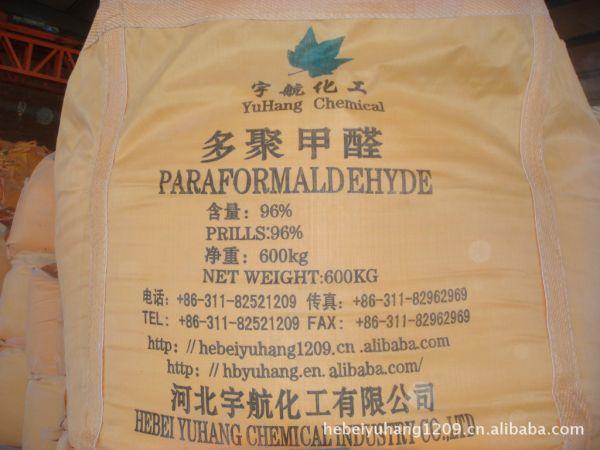 宇航化工
YuHang Chemical
多聚甲醛
PARAFORMALDEHYDE
含量：96%
PRILLS:96%
净重：600kg
NET WEIGHT:600KG
电话：+86-311-82521209 传真：+86-311-82962969
TEL: +86-311-82521209 FAX: +86-311-82962969
http: //hebeiyuhang1209.cn .alibaba.com
http: // hbyuhang.en.alibaba.com/
河北宇航化工有限公司
HEBEI YUHANG CHEMICAL INDUSTRY CO.,LTD
hebeiyuhang1209.cn.alibaba.com